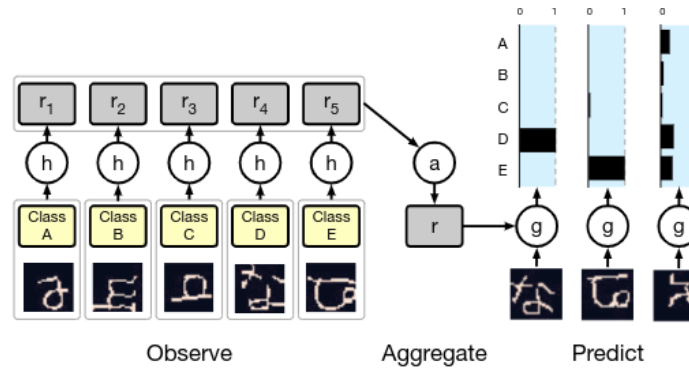 0 1 0 1 0
A
B
C
D
E
r1 r2 r3 r4 r5
h h h h h a
Class A Class B Class C Class D Class E
r g g g
Observe Aggregate Predict